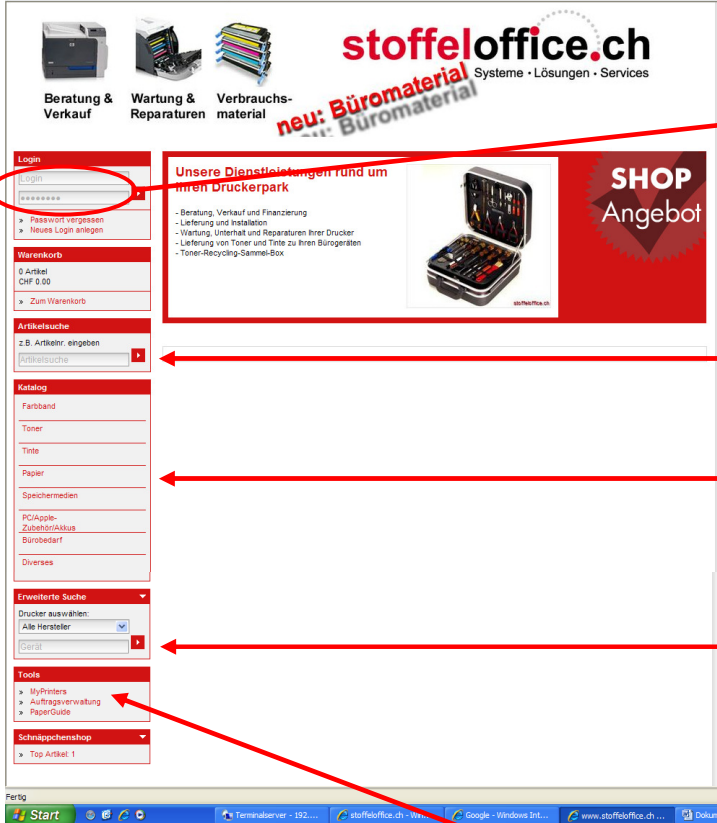 stoffeloffice.ch
Systeme • Lösungen • Services
Beratung &
Verkauf
Wartung &
Reparaturen
Verbrauchs-
material
neu: Büromaterial
Login
Login
********
» Passwort vergessen
» Neues Login anlegen
Unsere Dienstleistungen rund um
Ihren Druckerpark
- Beratung, Verkauf und Finanzierung
- Lieferung und Installation
- Wartung, Unterhalt und Reparaturen Ihrer Drucker
- Lieferung von Toner und Tinte zu Ihren Bürogeräten
- Toner-Recycling-Sammel-Box
stoffeloffice.ch
SHOP
Angebot
Warenkorb
0 Artikel
CHF 0.00
» Zum Warenkorb
Artikelsuche
z.B. Artikelnr. eingeben
Artikelsuche
Katalog
Farbband
Toner
Tinte
Papier
Speichermedien
PC/Apple-
Zubehör/Akkus
Bürobedarf
Diverses
Erweiterte Suche
Drucker auswählen:
Alle Hersteller
Gerät
Tools
» MyPrinters
» Auftragsverwaltung
» PaperGuide
Schnäppchenshop
» Top Artikel: 1
Fertig
Start
Terminalserver - 192....
stoffeloffice.ch - Win...
Google - Windows Int...
www.stoffeloffice.ch ...
Dokum